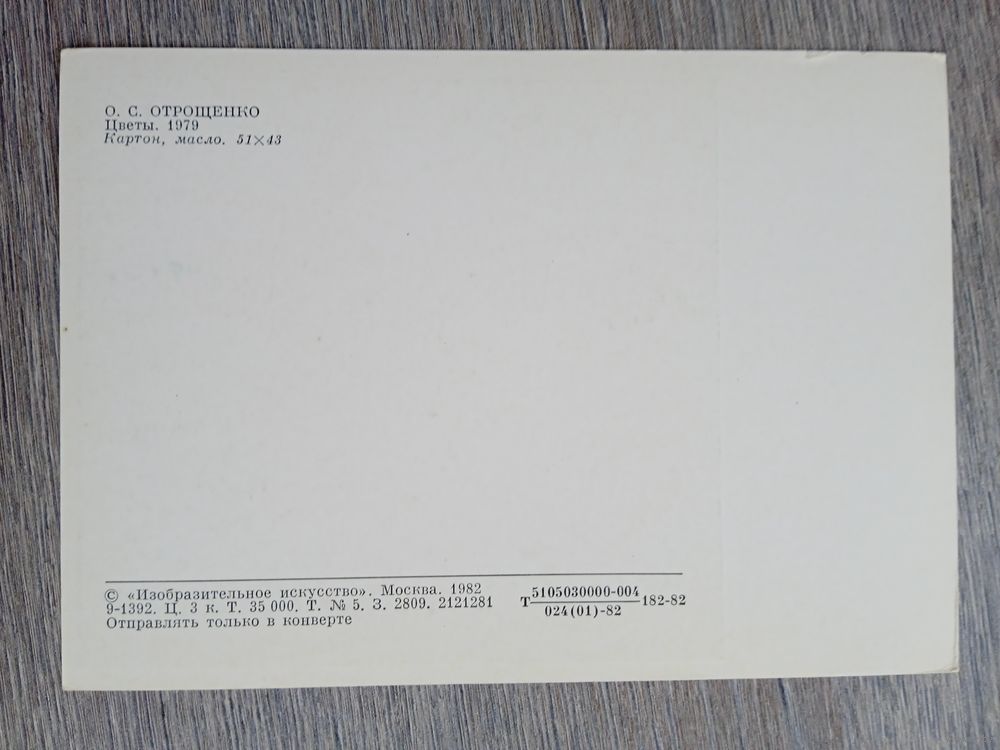 О. С. ОТРОЩЕНКО
Цветы. 1979
Картон, масло. 51×43
© «Изобразительное искусство». Москва. 1982
9-1392. Ц. 3 к. Т. 35 000. Т. № 5. З. 2809. 2121281
Отправлять только в конверте
5105030000-004
Т 182-82
024(01)-82